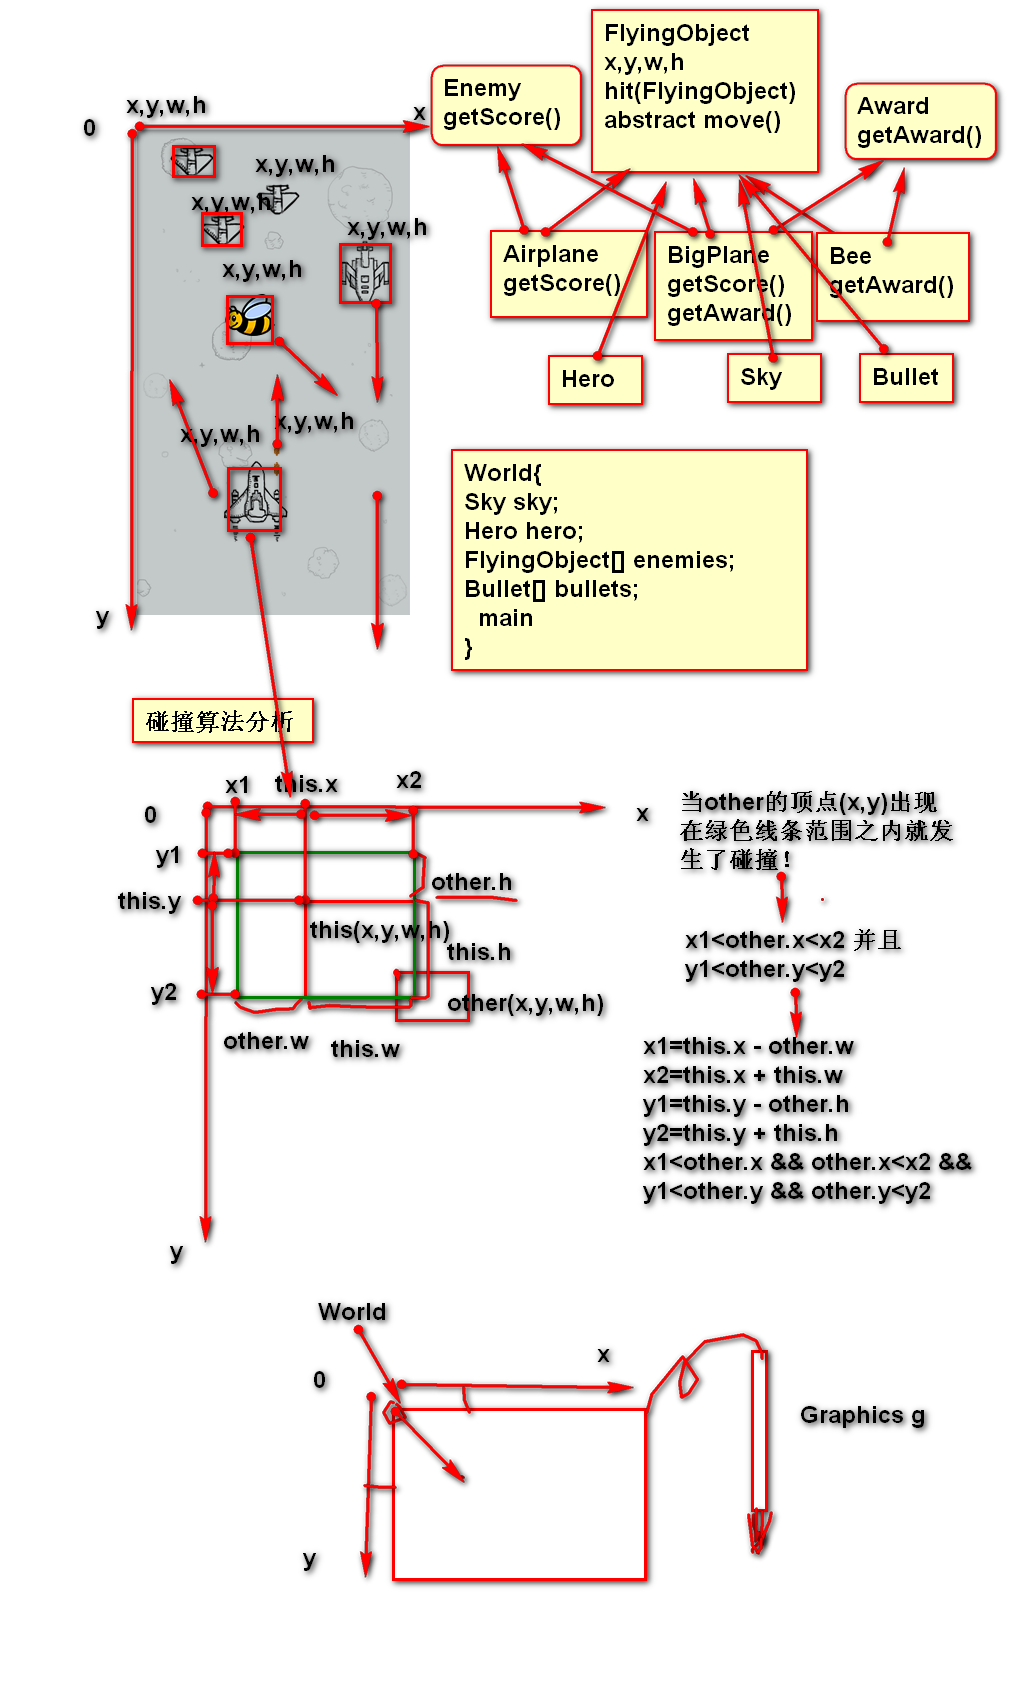 x,y,w,h
0
x
x,y,w,h
x,y,w,h
x,y,w,h
x,y,w,h
x,y,w,h
x,y,w,h
y
Enemy
getScore()
FlyingObject
x,y,w,h
hit(FlyingObject)
abstract move()
Award
getAward()
Airplane
getScore()
BigPlane
getScore()
getAward()
Bee
getAward()
Hero
Sky
Bullet
World{
Sky sky;
Hero hero;
FlyingObject[] enemies;
Bullet[] bullets;
main
}
碰撞算法分析
x1
this.x
x2
0
x
y1
this.y
y2
other.h
this(x,y,w,h)
this.h
other(x,y,w,h)
other.w
this.w
y
当other的顶点(x,y)出现
在绿色线条范围之内就发
生了碰撞!
x1<other.x<x2 并且
y1<other.y<y2
x1=this.x - other.w
x2=this.x + this.w
y1=this.y - other.h
y2=this.y + this.h
x1<other.x && other.x<x2 &&
y1<other.y && other.y<y2
World
x
0
Graphics g
y